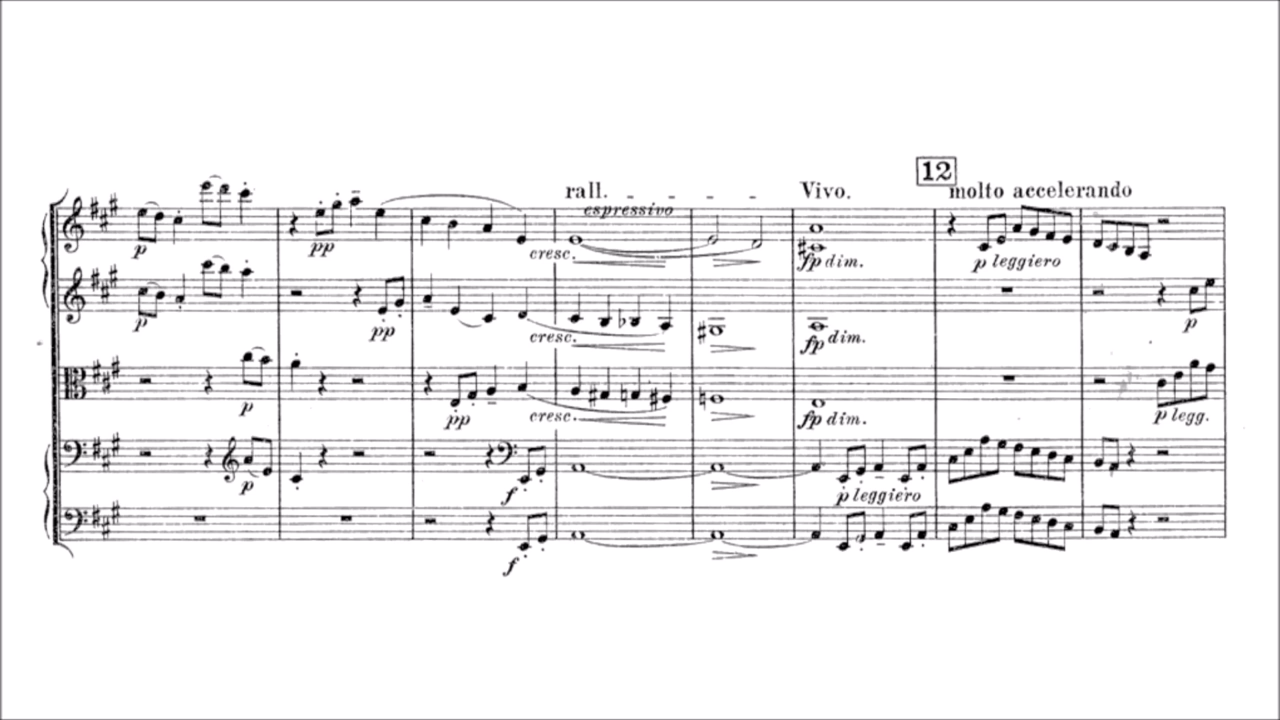 12
rall. - - - - Vivo. molto accelerando
espressivo
p pp cresc. fp dim. p leggiero
p pp cresc. fp dim. p
p pp cresc. fp dim. p legg.
p f p leggiero
f